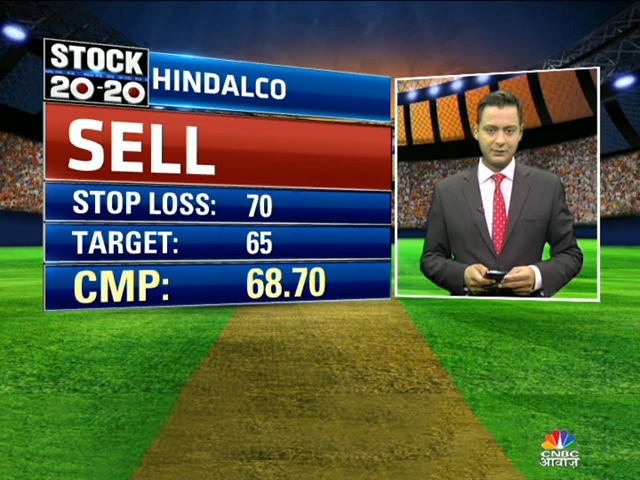 STOCK
20-20
HINDALCO
SELL
STOP LOSS: 70
TARGET: 65
CMP: 68.70
CNBC
आवाज़